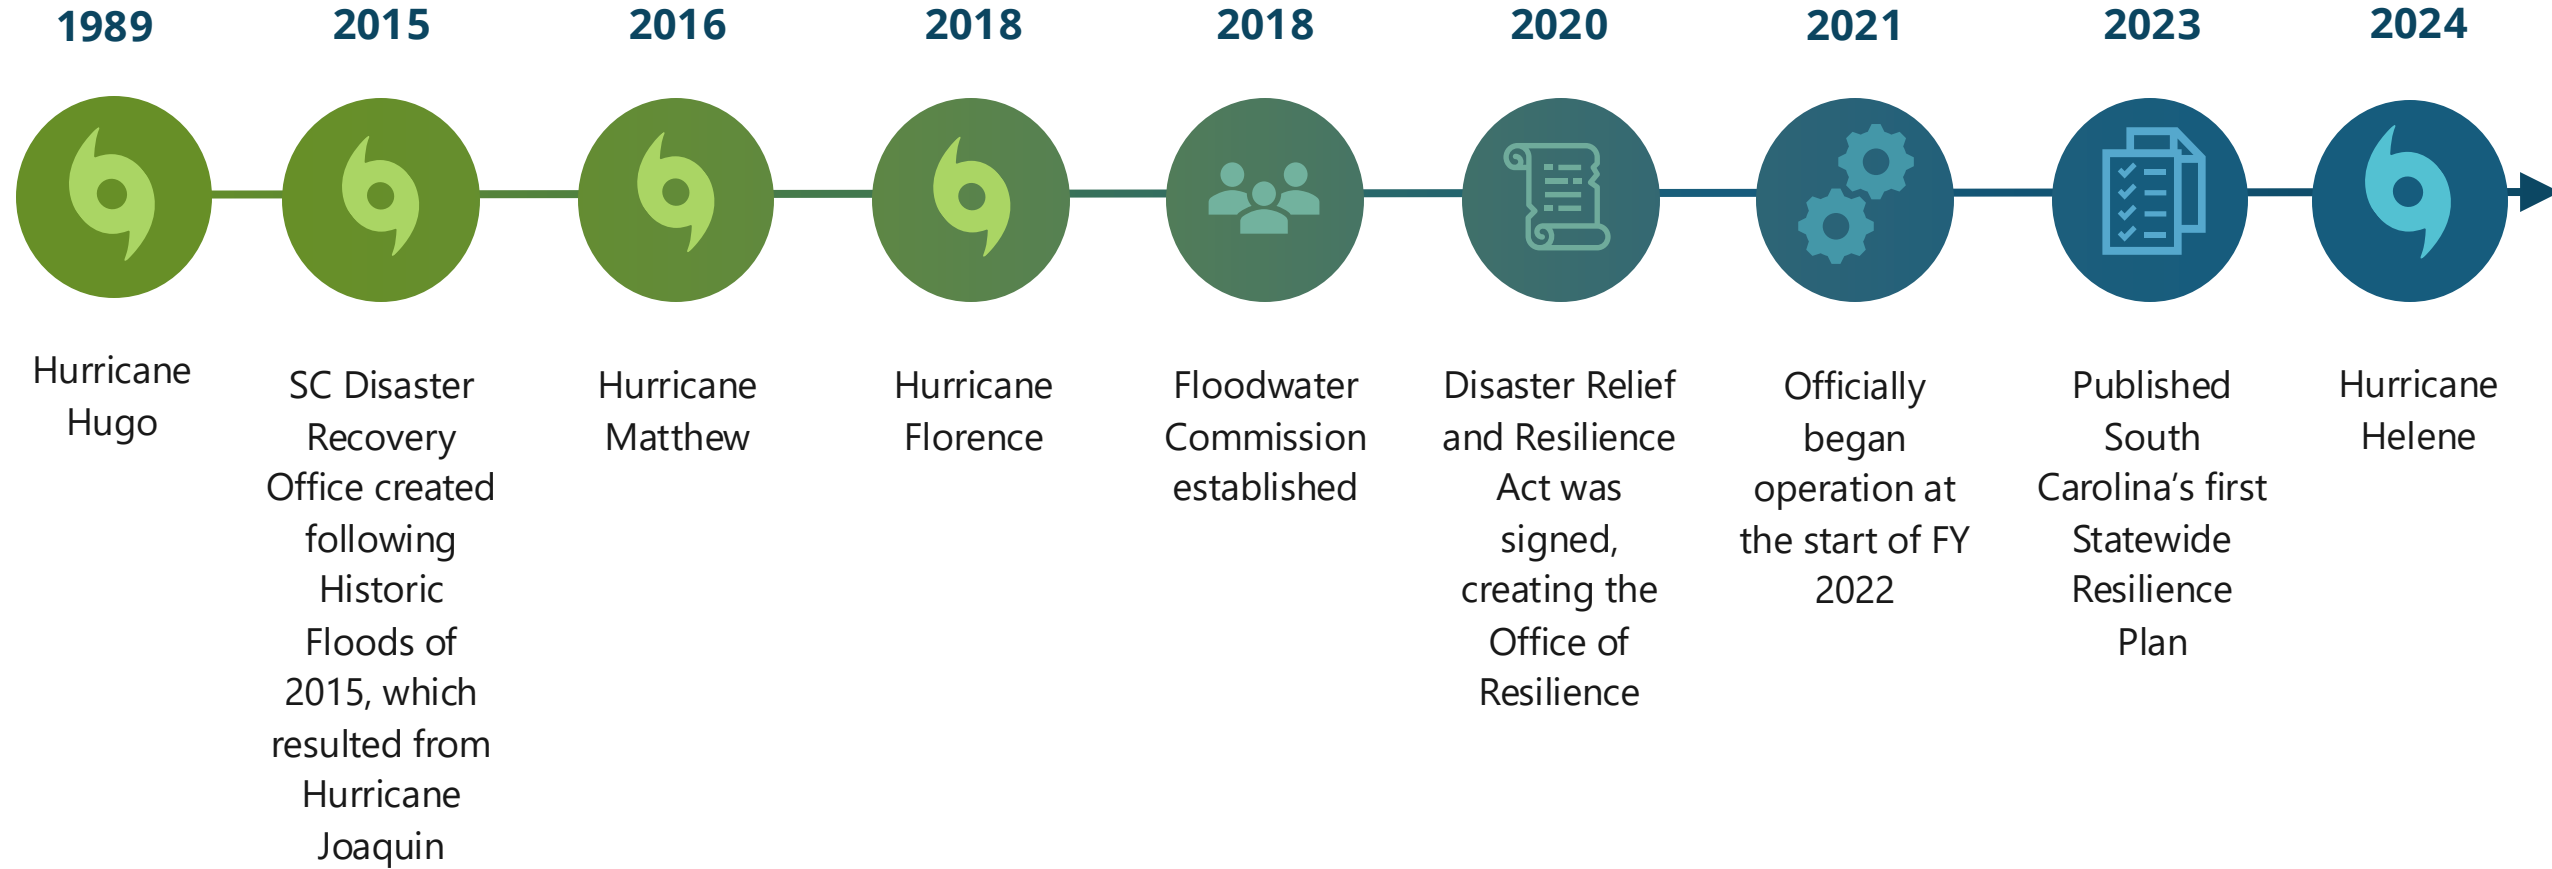 1989
Hurricane
Hugo
2015
SC Disaster
Recovery
Office created
following
Historic
Floods of
2015, which
resulted from
Hurricane
Joaquin
2016
Hurricane
Matthew
2018
Hurricane
Florence
2018
Floodwater
Commission
established
2020
Disaster Relief
and Resilience
Act was
signed,
creating the
Office of
Resilience
2021
Officially
began
operation at
the start of FY
2022
2023
Published
South
Carolina’s first
Statewide
Resilience
Plan
2024
Hurricane
Helene